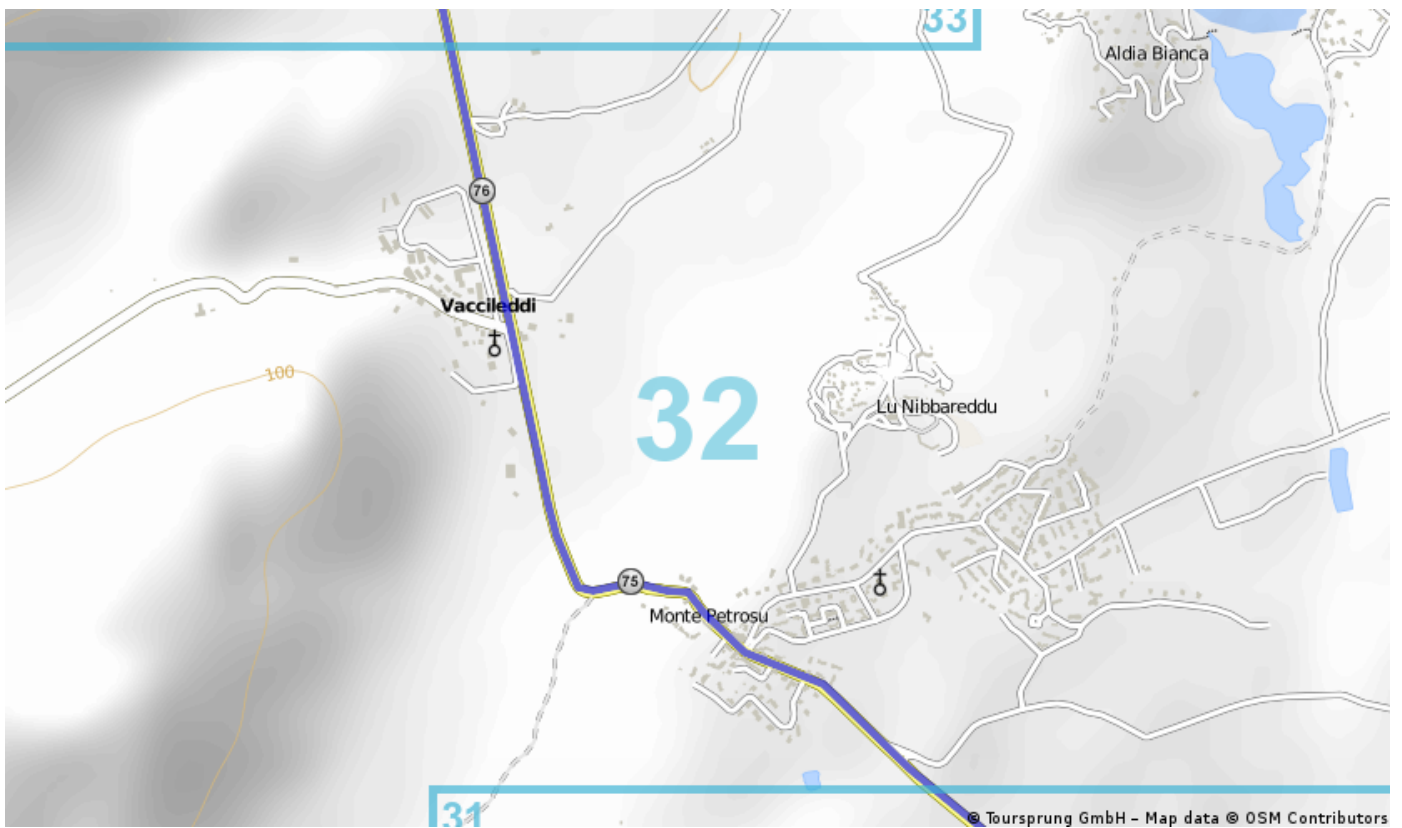 33
Aldia Bianca
76
Vaccileddi
100
32
Lu Nibbareddu
75
Monte Petrosu
31
© Toursprung GmbH – Map data © OSM Contributors